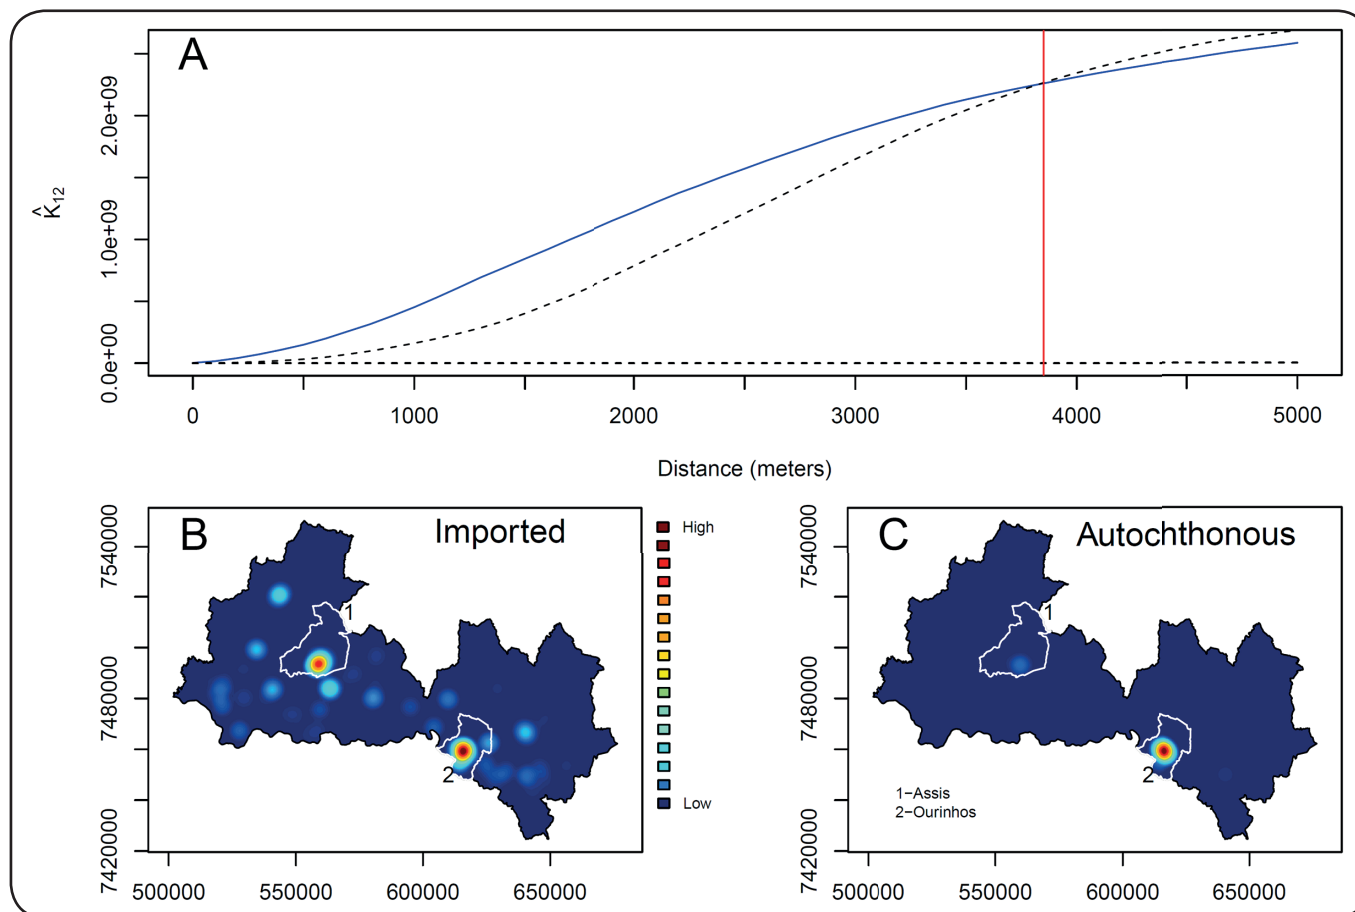 A
K̂12
0.0e+00
1.0e+09
2.0e+09
0 1000 2000 3000 4000 5000
Distance (meters)
B
Imported
1
2
7540000
7480000
7420000
500000 550000 600000 650000
High
Low
C
Autochthonous
1
2
1−Assis
2−Ourinhos
7540000
7480000
7420000
500000 550000 600000 650000